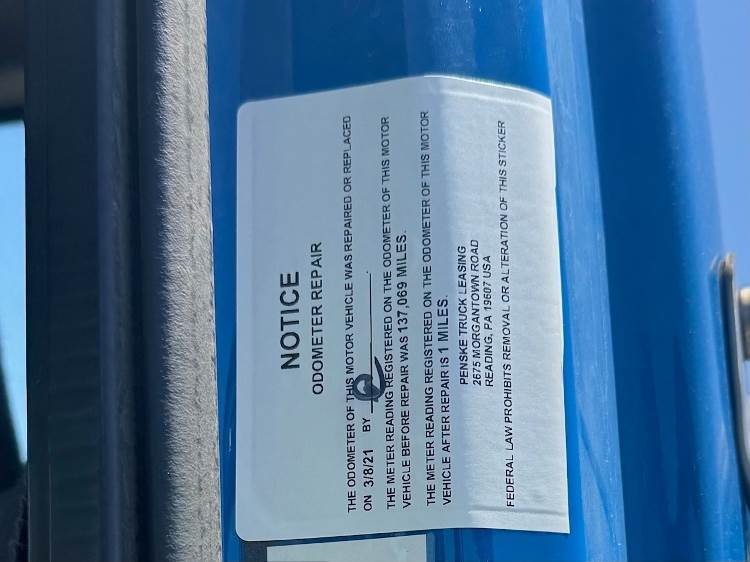 NOTICE
ODOMETER REPAIR
THE ODOMETER OF THIS MOTOR VEHICLE WAS REPAIRED OR REPLACED
ON 3/8/21 BY
THE METER READING REGISTERED ON THE ODOMETER OF THIS MOTOR
VEHICLE BEFORE REPAIR WAS 137,069 MILES.
THE METER READING REGISTERED ON THE ODOMETER OF THIS MOTOR
VEHICLE AFTER REPAIR IS 1 MILES.
PENSKE TRUCK LEASING
2675 MORGANTOWN ROAD
READING, PA 19607 USA
FEDERAL LAW PROHIBITS REMOVAL OR ALTERATION OF THIS STICKER